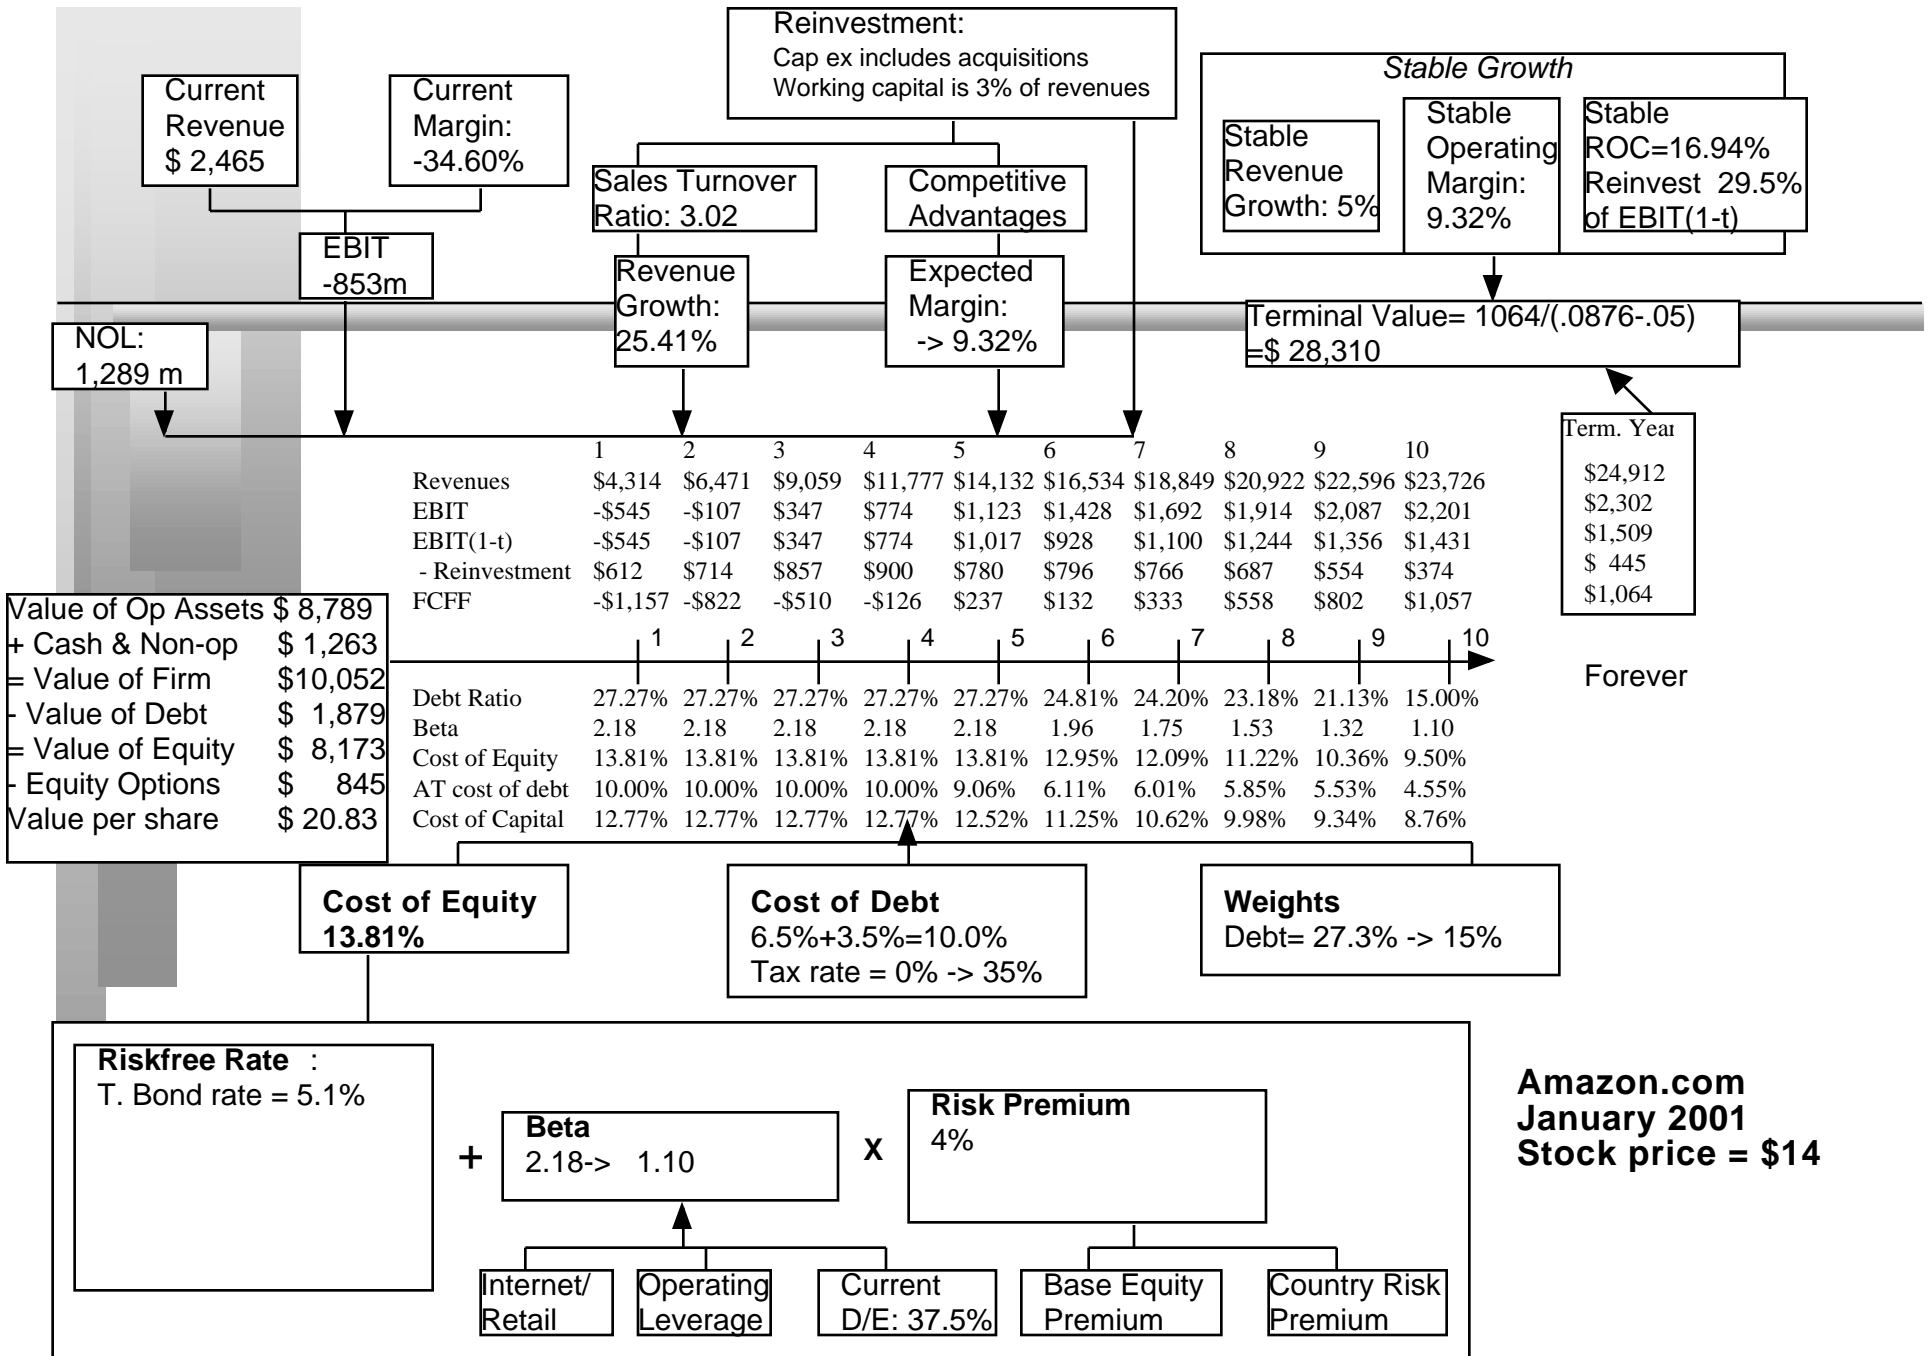 Reinvestment:
Cap ex includes acquisitions
Working capital is 3% of revenues
Stable Growth
Current
Revenue
$ 2,465
Current
Margin:
-34.60%
Stable
Revenue
Growth: 5%
Stable
Operating
Margin:
9.32%
Stable
ROC=16.94%
Reinvest 29.5%
of EBIT(1-t)
Sales Turnover
Ratio: 3.02
Competitive
Advantages
EBIT
-853m
Revenue
Growth:
25.41%
Expected
Margin:
-> 9.32%
NOL:
1,289 m
Terminal Value= 1064/(.0876-.05)
=$ 28,310
Term. Year
$24,912
$2,302
$1,509
$ 445
$1,064
1 2 3 4 5 6 7 8 9 10
Revenues $4,314 $6,471 $9,059 $11,777 $14,132 $16,534 $18,849 $20,922 $22,596 $23,726
EBIT -$545 -$107 $347 $774 $1,123 $1,428 $1,692 $1,914 $2,087 $2,201
EBIT(1-t) -$545 -$107 $347 $774 $1,017 $928 $1,100 $1,244 $1,356 $1,431
- Reinvestment $612 $714 $857 $900 $780 $796 $766 $687 $554 $374
FCFF -$1,157 -$822 -$510 -$126 $237 $132 $333 $558 $802 $1,057
1 2 3 4 5 6 7 8 9 10
Forever
Debt Ratio 27.27% 27.27% 27.27% 27.27% 27.27% 24.81% 24.20% 23.18% 21.13% 15.00%
Beta 2.18 2.18 2.18 2.18 2.18 1.96 1.75 1.53 1.32 1.10
Cost of Equity 13.81% 13.81% 13.81% 13.81% 13.81% 12.95% 12.09% 11.22% 10.36% 9.50%
AT cost of debt 10.00% 10.00% 10.00% 10.00% 9.06% 6.11% 6.01% 5.85% 5.53% 4.55%
Cost of Capital 12.77% 12.77% 12.77% 12.77% 12.52% 11.25% 10.62% 9.98% 9.34% 8.76%
Value of Op Assets $ 8,789
+ Cash & Non-op $ 1,263
= Value of Firm $10,052
- Value of Debt $ 1,879
= Value of Equity $ 8,173
- Equity Options $ 845
Value per share $ 20.83
Cost of Equity
13.81%
Cost of Debt
6.5%+3.5%=10.0%
Tax rate = 0% -> 35%
Weights
Debt= 27.3% -> 15%
Riskfree Rate :
T. Bond rate = 5.1%
+
Beta
2.18-> 1.10
X
Risk Premium
4%
Internet/
Retail
Operating
Leverage
Current
D/E: 37.5%
Base Equity
Premium
Country Risk
Premium
Amazon.com
January 2001
Stock price = $14